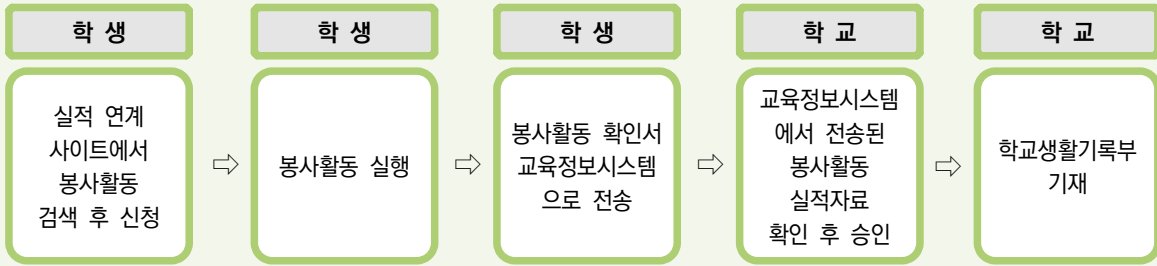 학 생
학 생
학 생
학 교
학 교
실적 연계
사이트에서
봉사활동
검색 후 신청
⇨
봉사활동 실행
⇨
봉사활동 확인서
교육정보시스템
으로 전송
⇨
교육정보시스템
에서 전송된
봉사활동
실적자료
확인 후 승인
⇨
학교생활기록부
기재